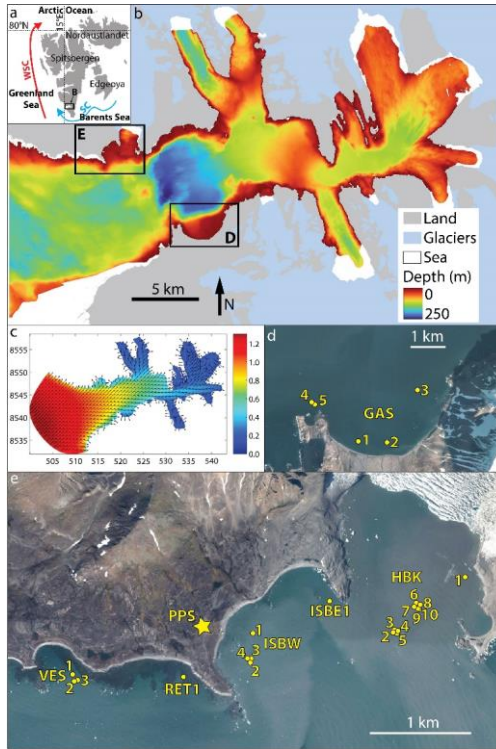 a
Arctic Ocean
80°N
15°E
Nordaustlandet
Spitsbergen
WSC
Edgeøya
Greenland
Sea
B
SC
Barents Sea
b
E
D
5 km
N
Land
Glaciers
Sea
Depth (m)
0
250
c
8555
8550
8545
8540
8535
505 510 515 520 525 530 535 540
1.2
1.0
0.8
0.6
0.4
0.2
0.0
d
1 km
4
5
3
GAS
1
2
e
PPS
VES
1
2
3
RET1
ISBE1
1
ISBW
3
4
2
HBK
1
6
8
7
10
9
3
4
2
5
1 km